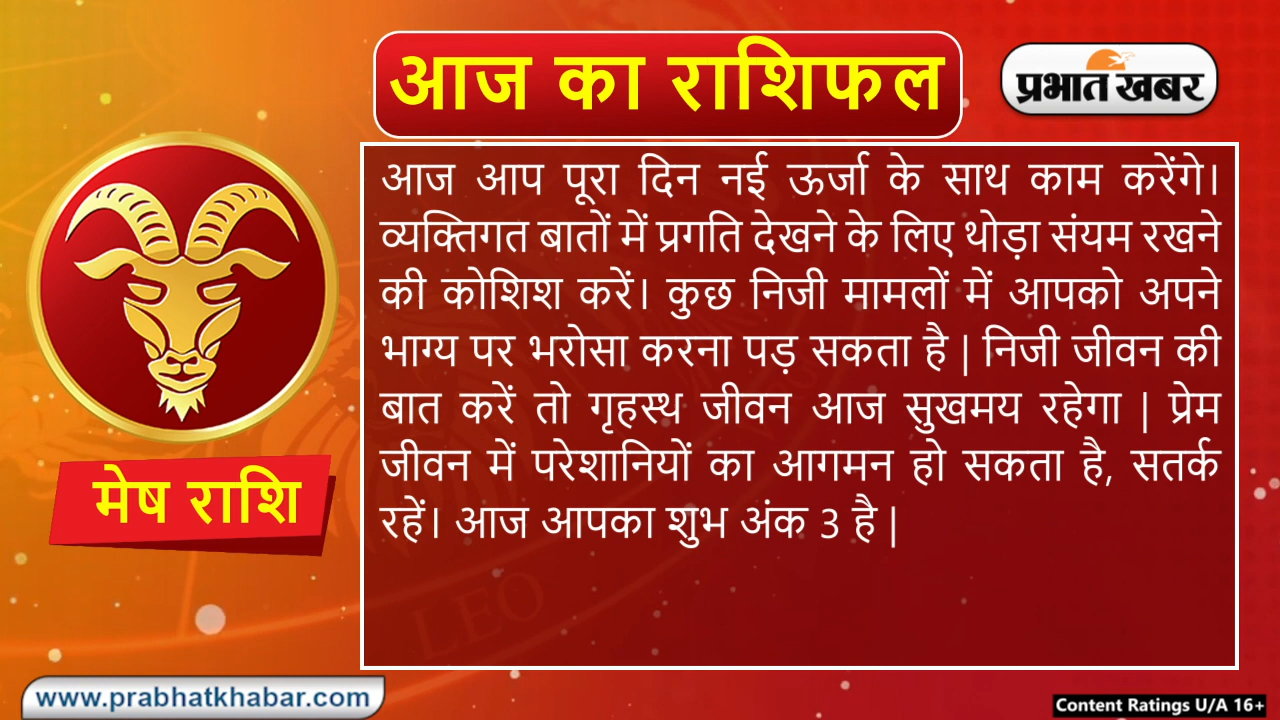 आज का राशिफल
प्रभात खबर
आज आप पूरा दिन नई ऊर्जा के साथ काम करेंगे।
व्यक्तिगत बातों में प्रगति देखने के लिए थोड़ा संयम रखने
की कोशिश करें। कुछ निजी मामलों में आपको अपने
भाग्य पर भरोसा करना पड़ सकता है | निजी जीवन की
बात करें तो गृहस्थ जीवन आज सुखमय रहेगा | प्रेम
जीवन में परेशानियों का आगमन हो सकता है, सतर्क
रहें। आज आपका शुभ अंक 3 है |
मेष राशि
LEO
www.prabhatkhabar.com
Content Ratings U/A 16+